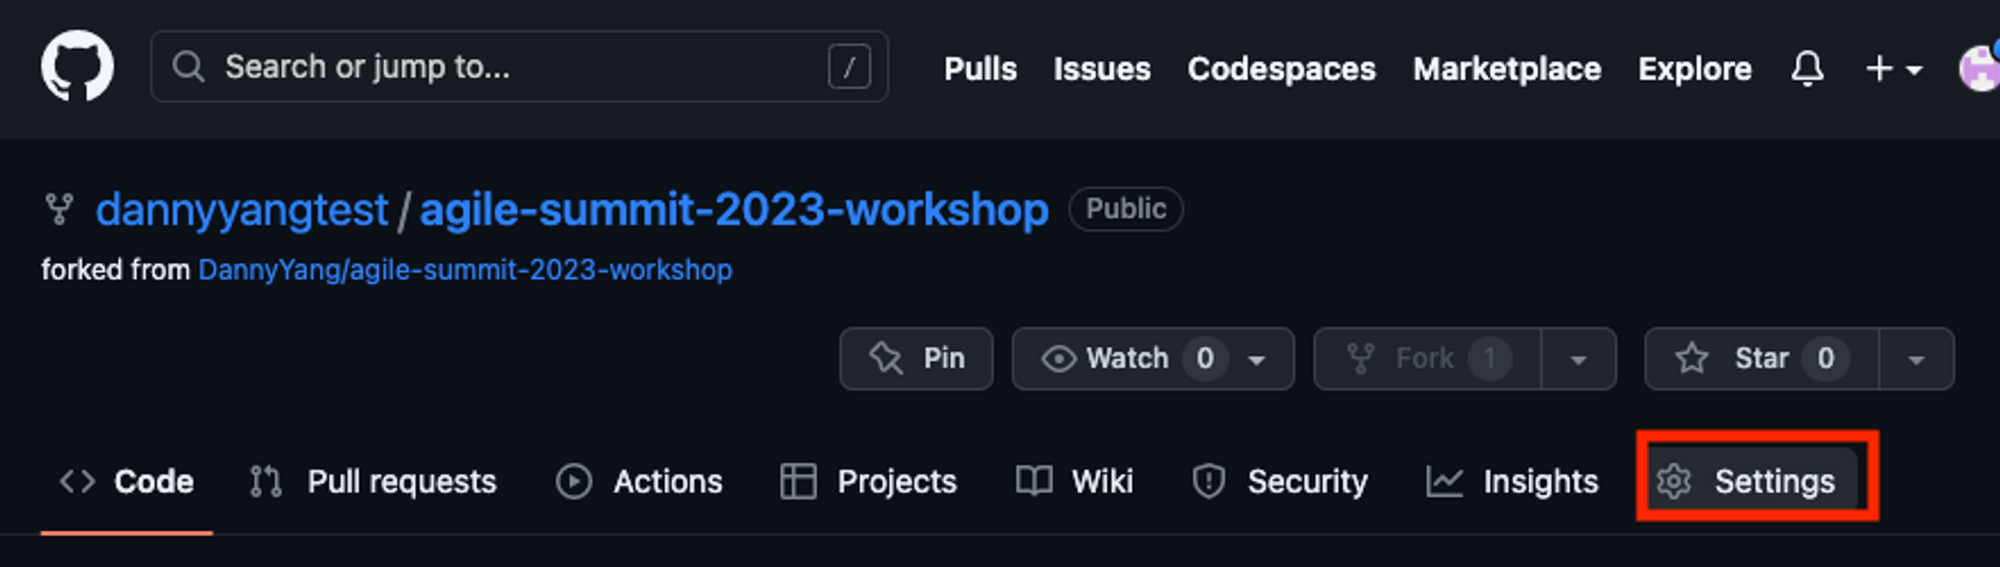 Search or jump to... / Pulls Issues Codespaces Marketplace Explore
dannyyangtest / agile-summit-2023-workshop Public
forked from DannyYang/agile-summit-2023-workshop
Pin Watch 0 Fork 1 Star 0
Code Pull requests Actions Projects Wiki Security Insights Settings